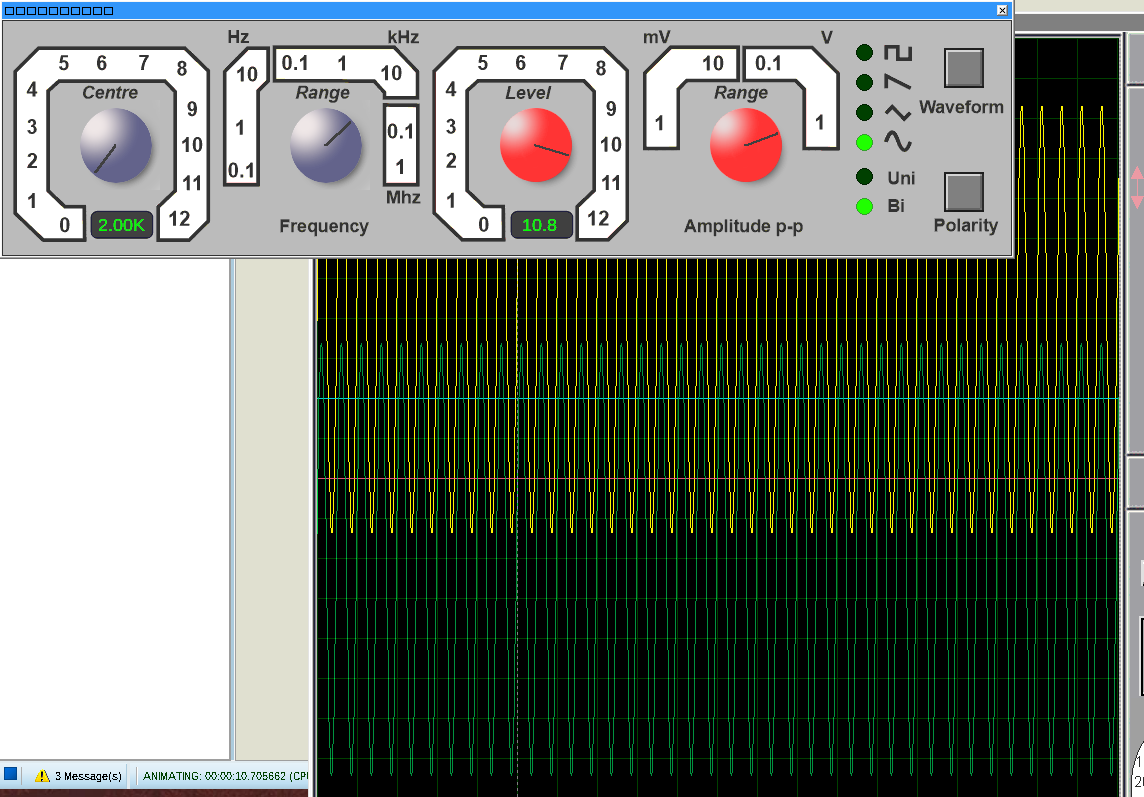 Hz
kHz
mV
V
5 6 7 8
4
3
2
1
0
9
10
11
12
Centre
2.00K
10
1
0.1
0.1 1 10
Range
0.1
1
Mhz
Frequency
5 6 7 8
4
3
2
1
0
9
10
11
12
Level
10.8
10
1
0.1
1
Range
Amplitude p-p
Waveform
Uni
Bi
Polarity
3 Message(s)
ANIMATING: 00:00:10.705662 (CPU